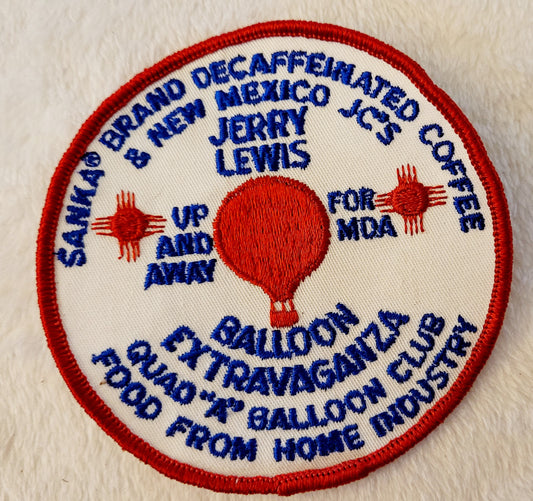 SANKA® BRAND DECAFFEINATED COFFEE
& NEW MEXICO JC'S
JERRY
LEWIS
UP
AND
AWAY
FOR
MDA
BALLOON
EXTRAVAGANZA
QUAD "A" BALLOON CLUB
FOOD FROM HOME INDUSTRY